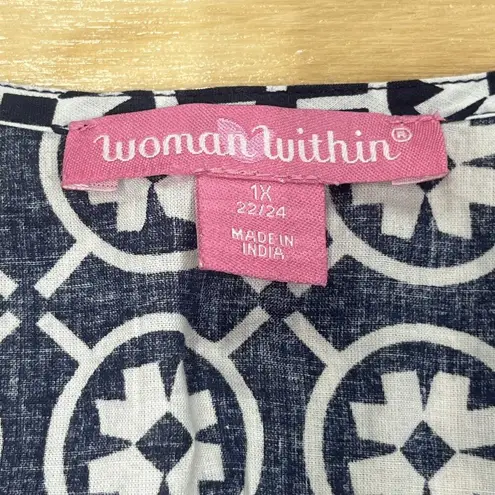 woman within®
1X
22/24
MADE IN
INDIA